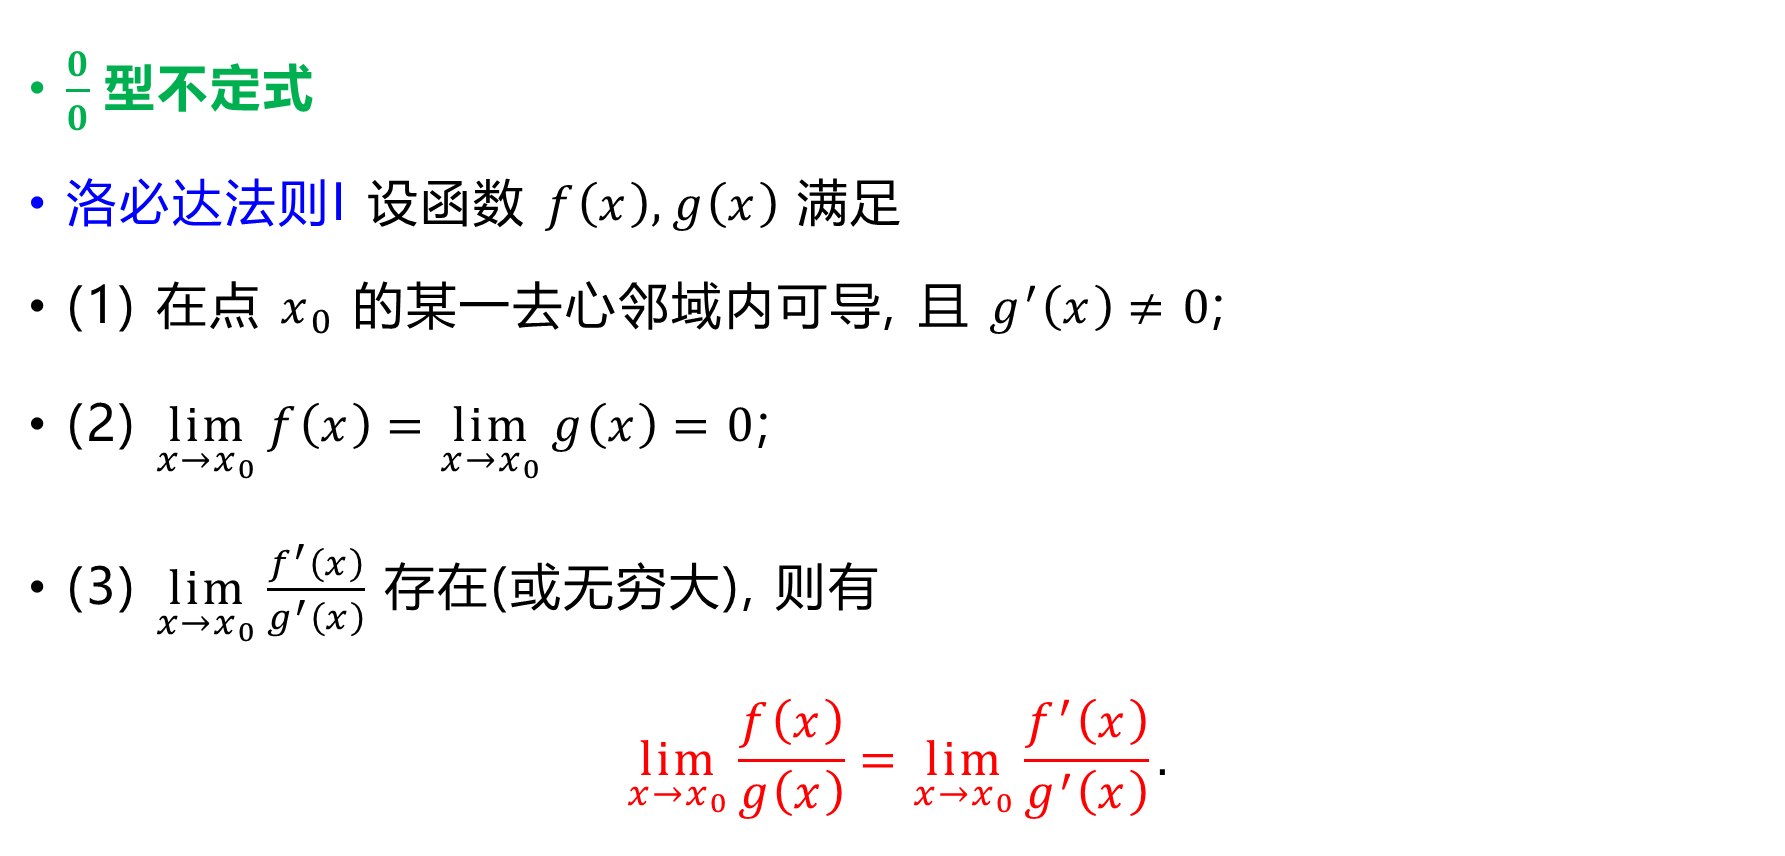 • 0/0 型不定式
• 洛必达法则I 设函数 f(x), g(x) 满足
• (1) 在点 x₀ 的某一去心邻域内可导, 且 g′(x) ≠ 0;
• (2) lim_{x→x₀} f(x) = lim_{x→x₀} g(x) = 0;
• (3) lim_{x→x₀} f′(x)/g′(x) 存在(或无穷大), 则有
lim_{x→x₀} f(x)/g(x) = lim_{x→x₀} f′(x)/g′(x).